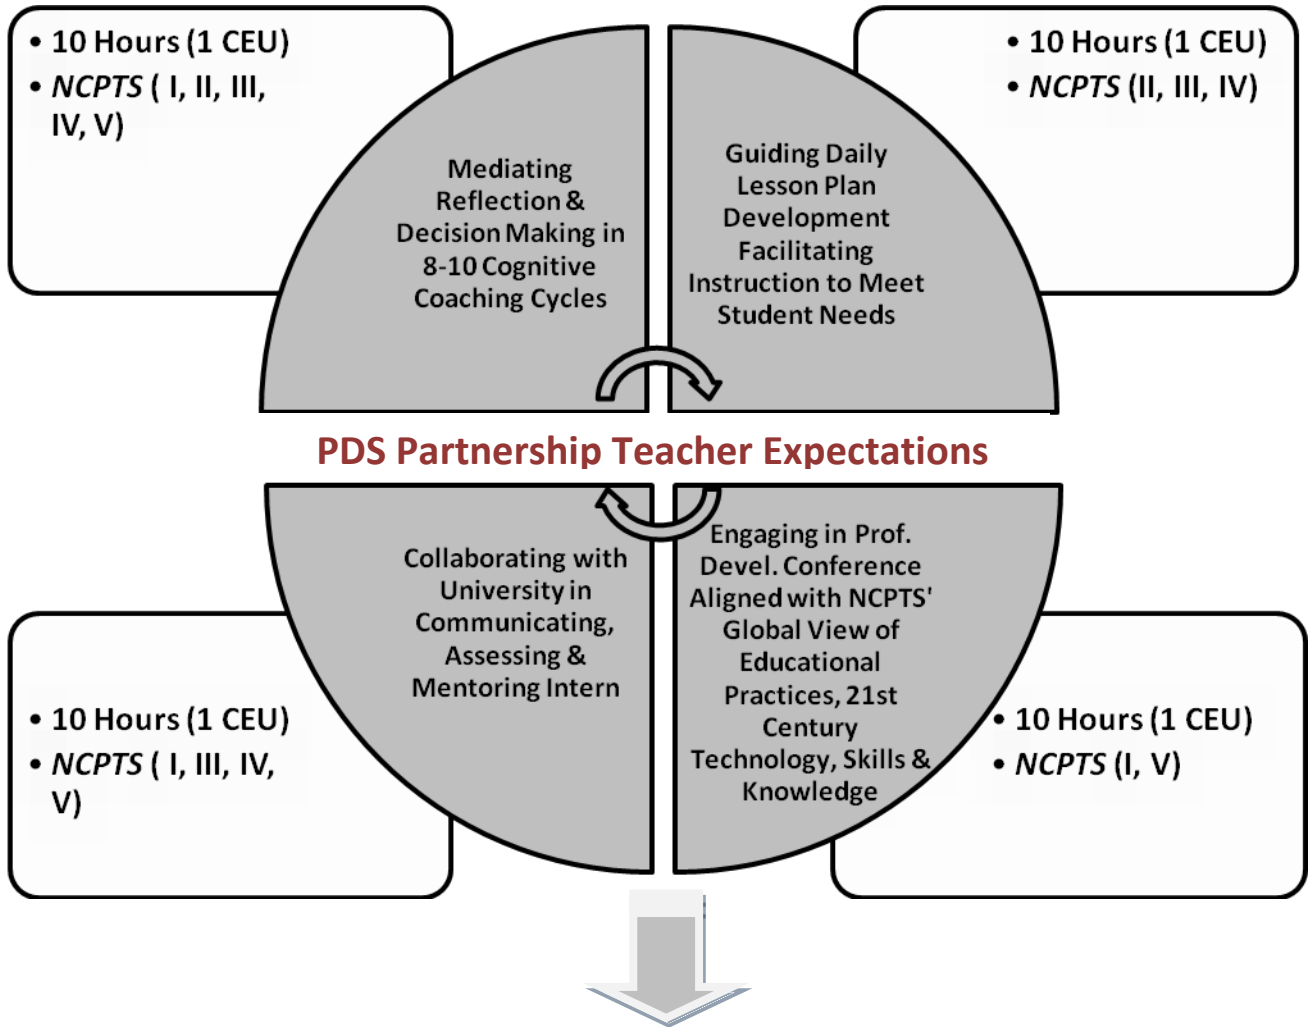 • 10 Hours (1 CEU)
• NCPTS ( I, II, III,
IV, V)
Mediating
Reflection &
Decision Making in
8-10 Cognitive
Coaching Cycles
Guiding Daily
Lesson Plan
Development
Facilitating
Instruction to Meet
Student Needs
• 10 Hours (1 CEU)
• NCPTS (II, III, IV)
PDS Partnership Teacher Expectations
• 10 Hours (1 CEU)
• NCPTS ( I, III, IV,
V)
Collaborating with
University in
Communicating,
Assessing &
Mentoring Intern
Engaging in Prof.
Devel. Conference
Aligned with NCPTS'
Global View of
Educational
Practices, 21st
Century
Technology, Skills &
Knowledge
• 10 Hours (1 CEU)
• NCPTS (I, V)